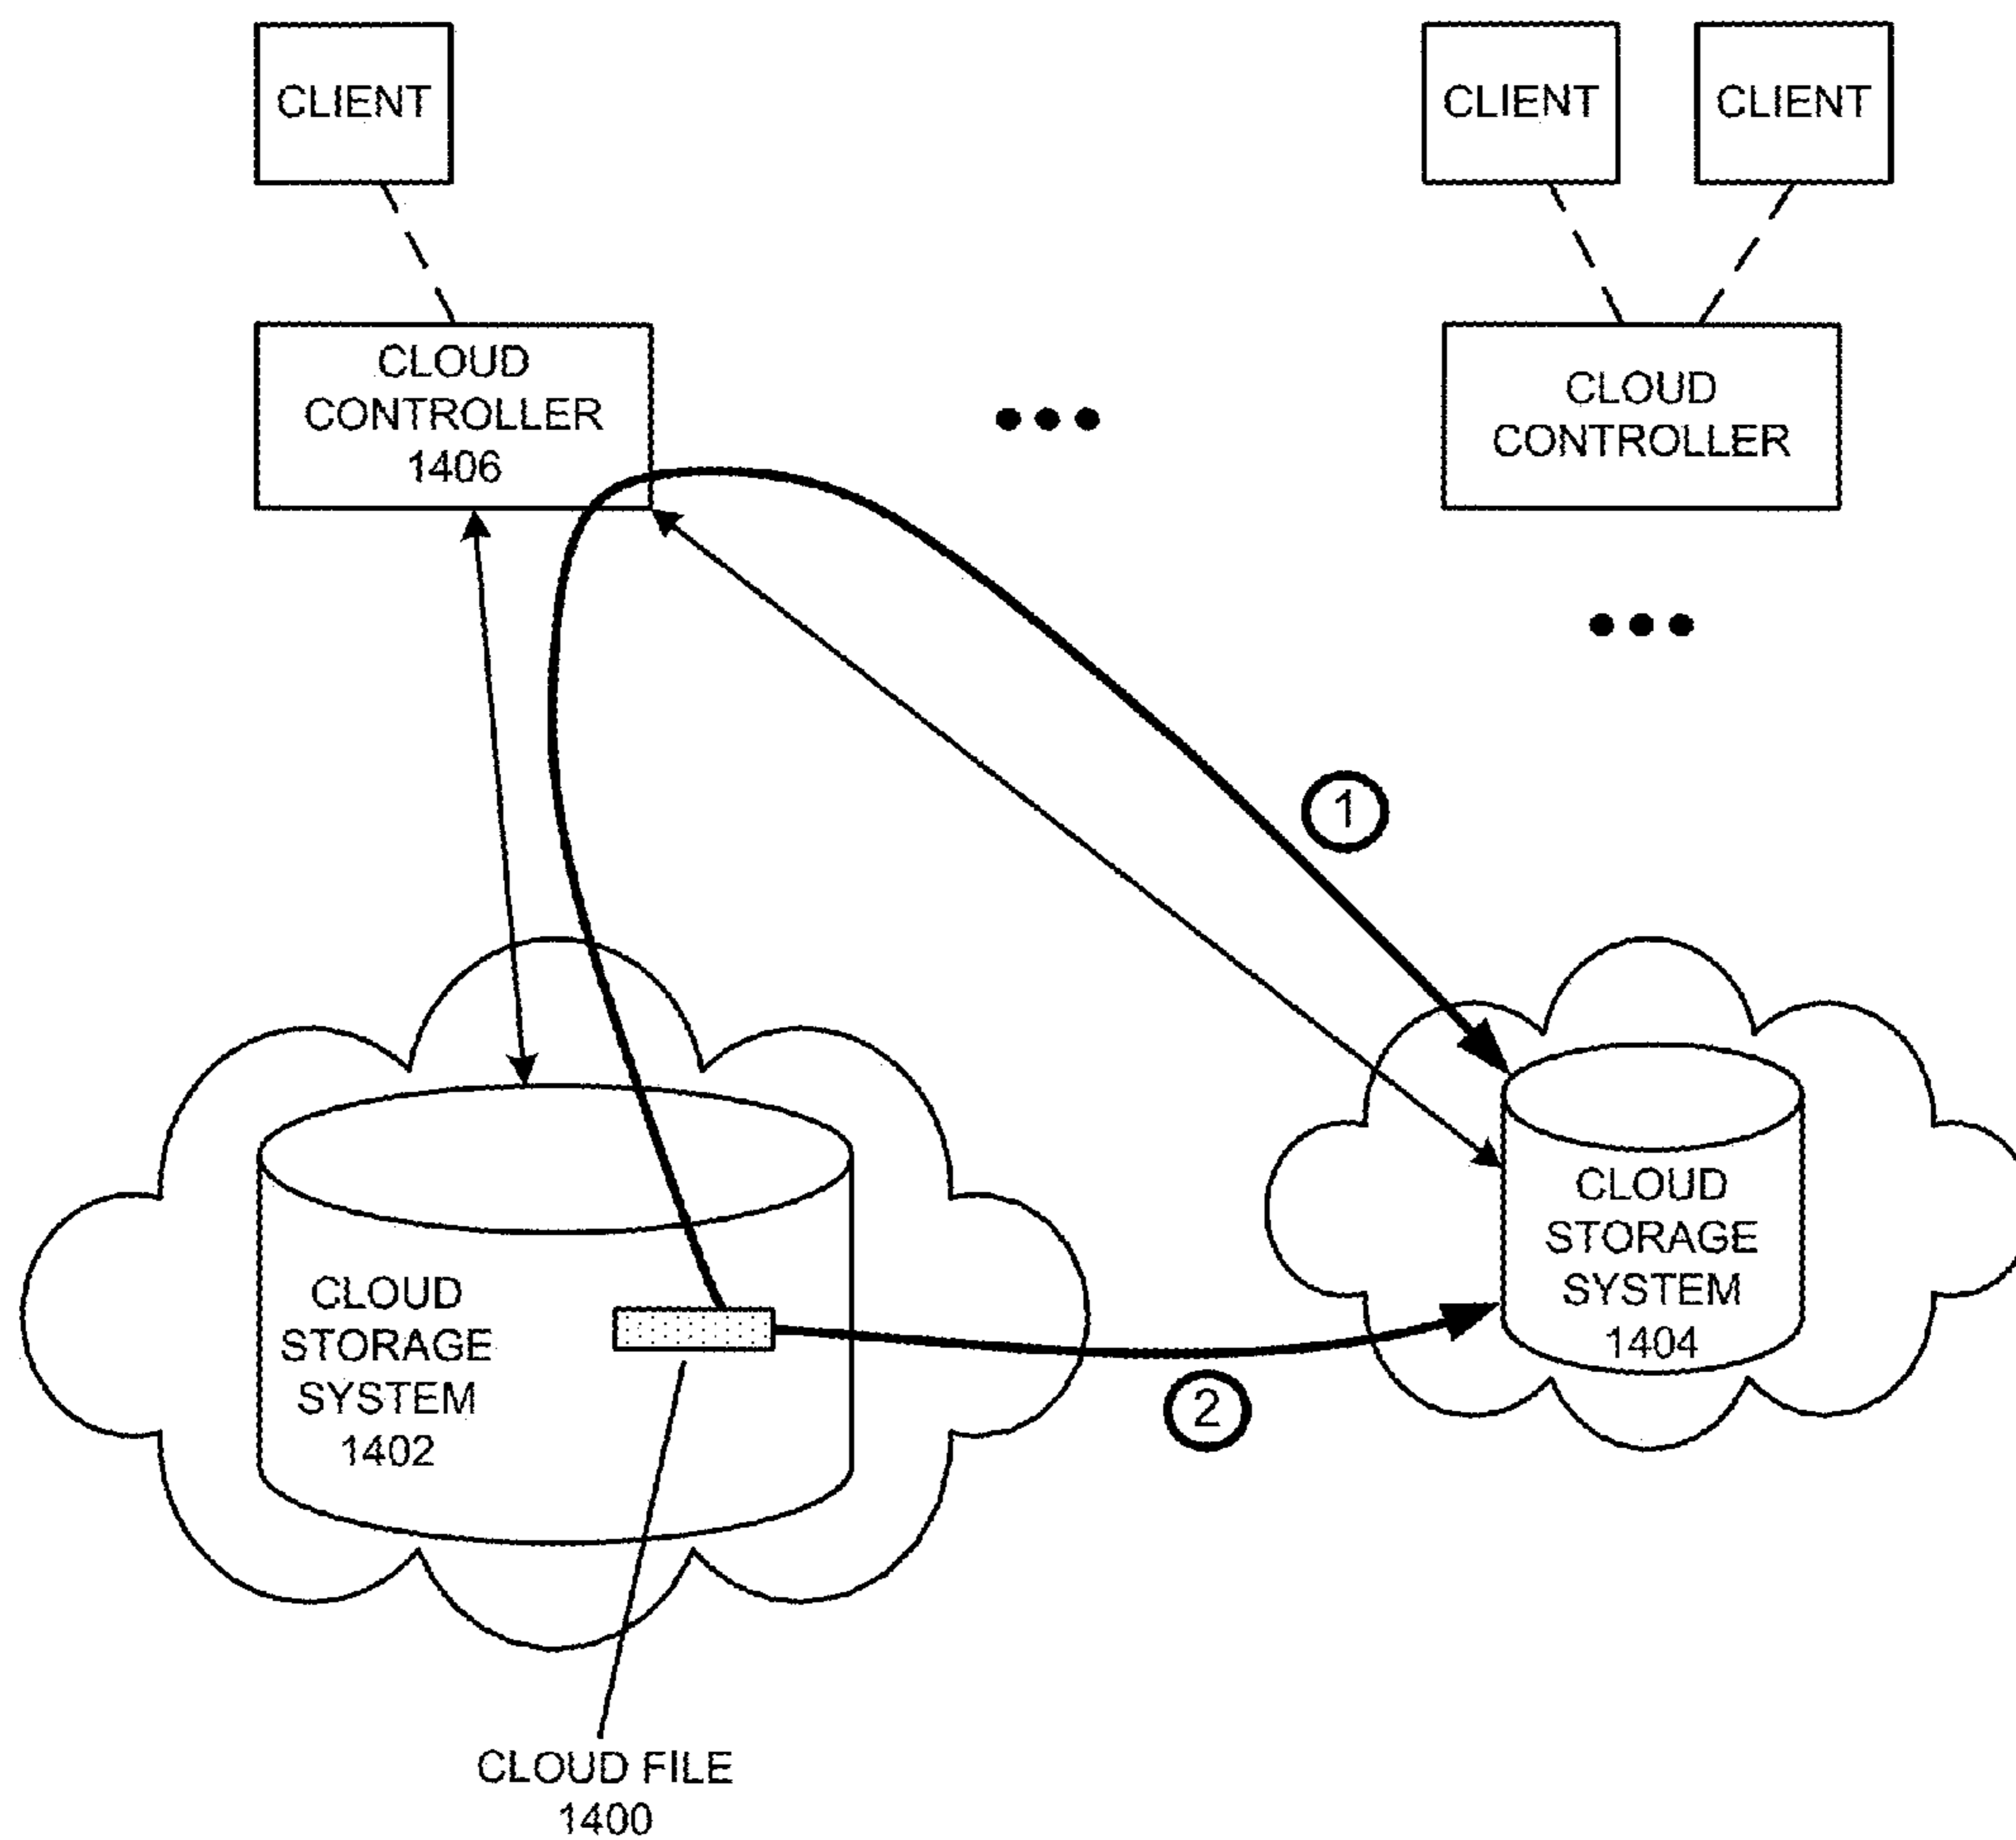 CLIENT
CLIENT
CLIENT
CLOUD
CONTROLLER
1406
CLOUD
CONTROLLER
1
CLOUD
STORAGE
SYSTEM
1404
CLOUD
STORAGE
SYSTEM
1402
2
CLOUD FILE
1400